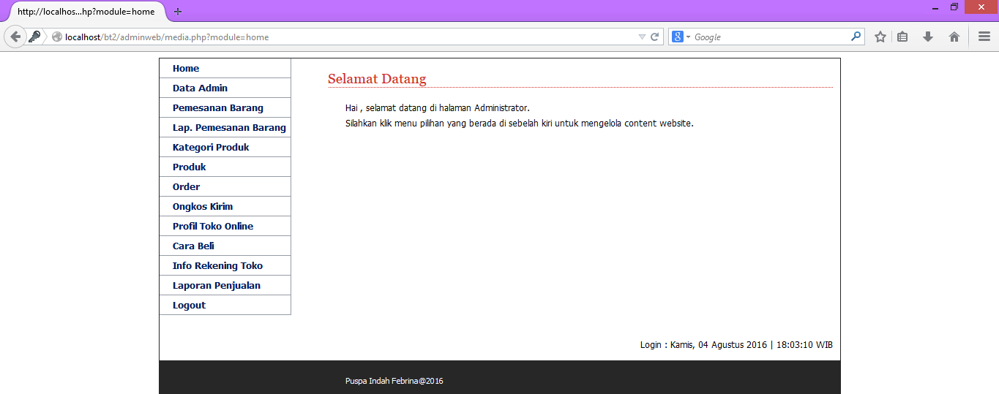 http://localhos...hp?module=home
localhost/bt2/adminweb/media.php?module=home
Google
Home
Data Admin
Pemesanan Barang
Lap. Pemesanan Barang
Kategori Produk
Produk
Order
Ongkos Kirim
Profil Toko Online
Cara Beli
Info Rekening Toko
Laporan Penjualan
Logout
Selamat Datang
Hai , selamat datang di halaman Administrator.
Silahkan klik menu pilihan yang berada di sebelah kiri untuk mengelola content website.
Login : Kamis, 04 Agustus 2016 | 18:03:10 WIB
Puspa Indah Febrina@2016